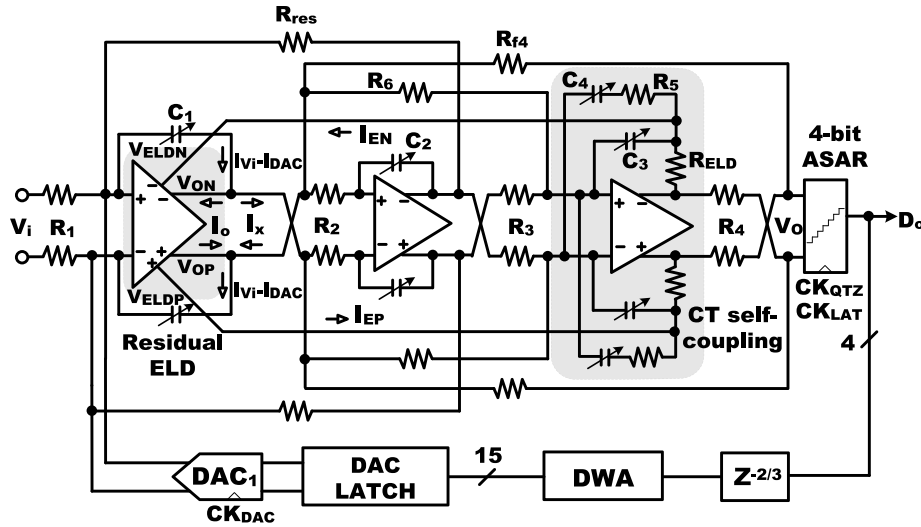 Rres
Rf4
R6
C4
R5
C1
IEN
C2
C3
RELD
4-bit
ASAR
VELDN
IVi-IDAC
VON
Vi
R1
Io
Ix
R2
R3
R4
Vo
Do
VOP
VELDP
IVi-IDAC
IEP
CKQTZ
CKLAT
Residual
ELD
CT self-
coupling
4
DAC1
DAC
LATCH
15
DWA
Z-2/3
CKDAC